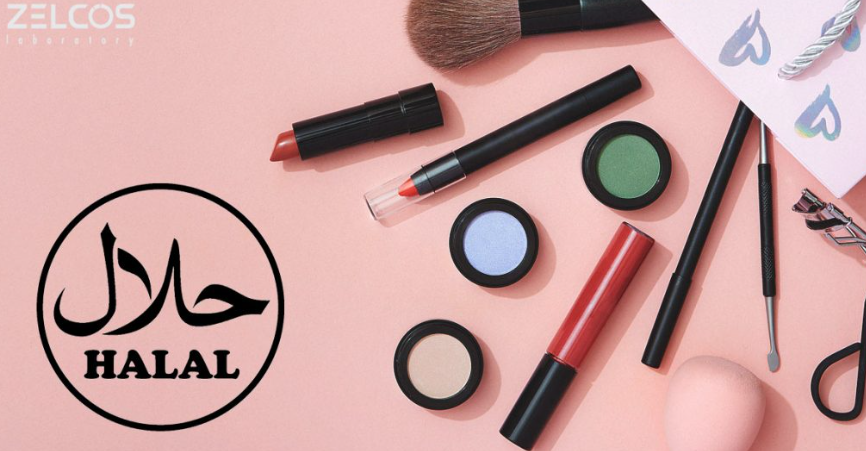 ZELCOS
laboratory
حلال
HALAL